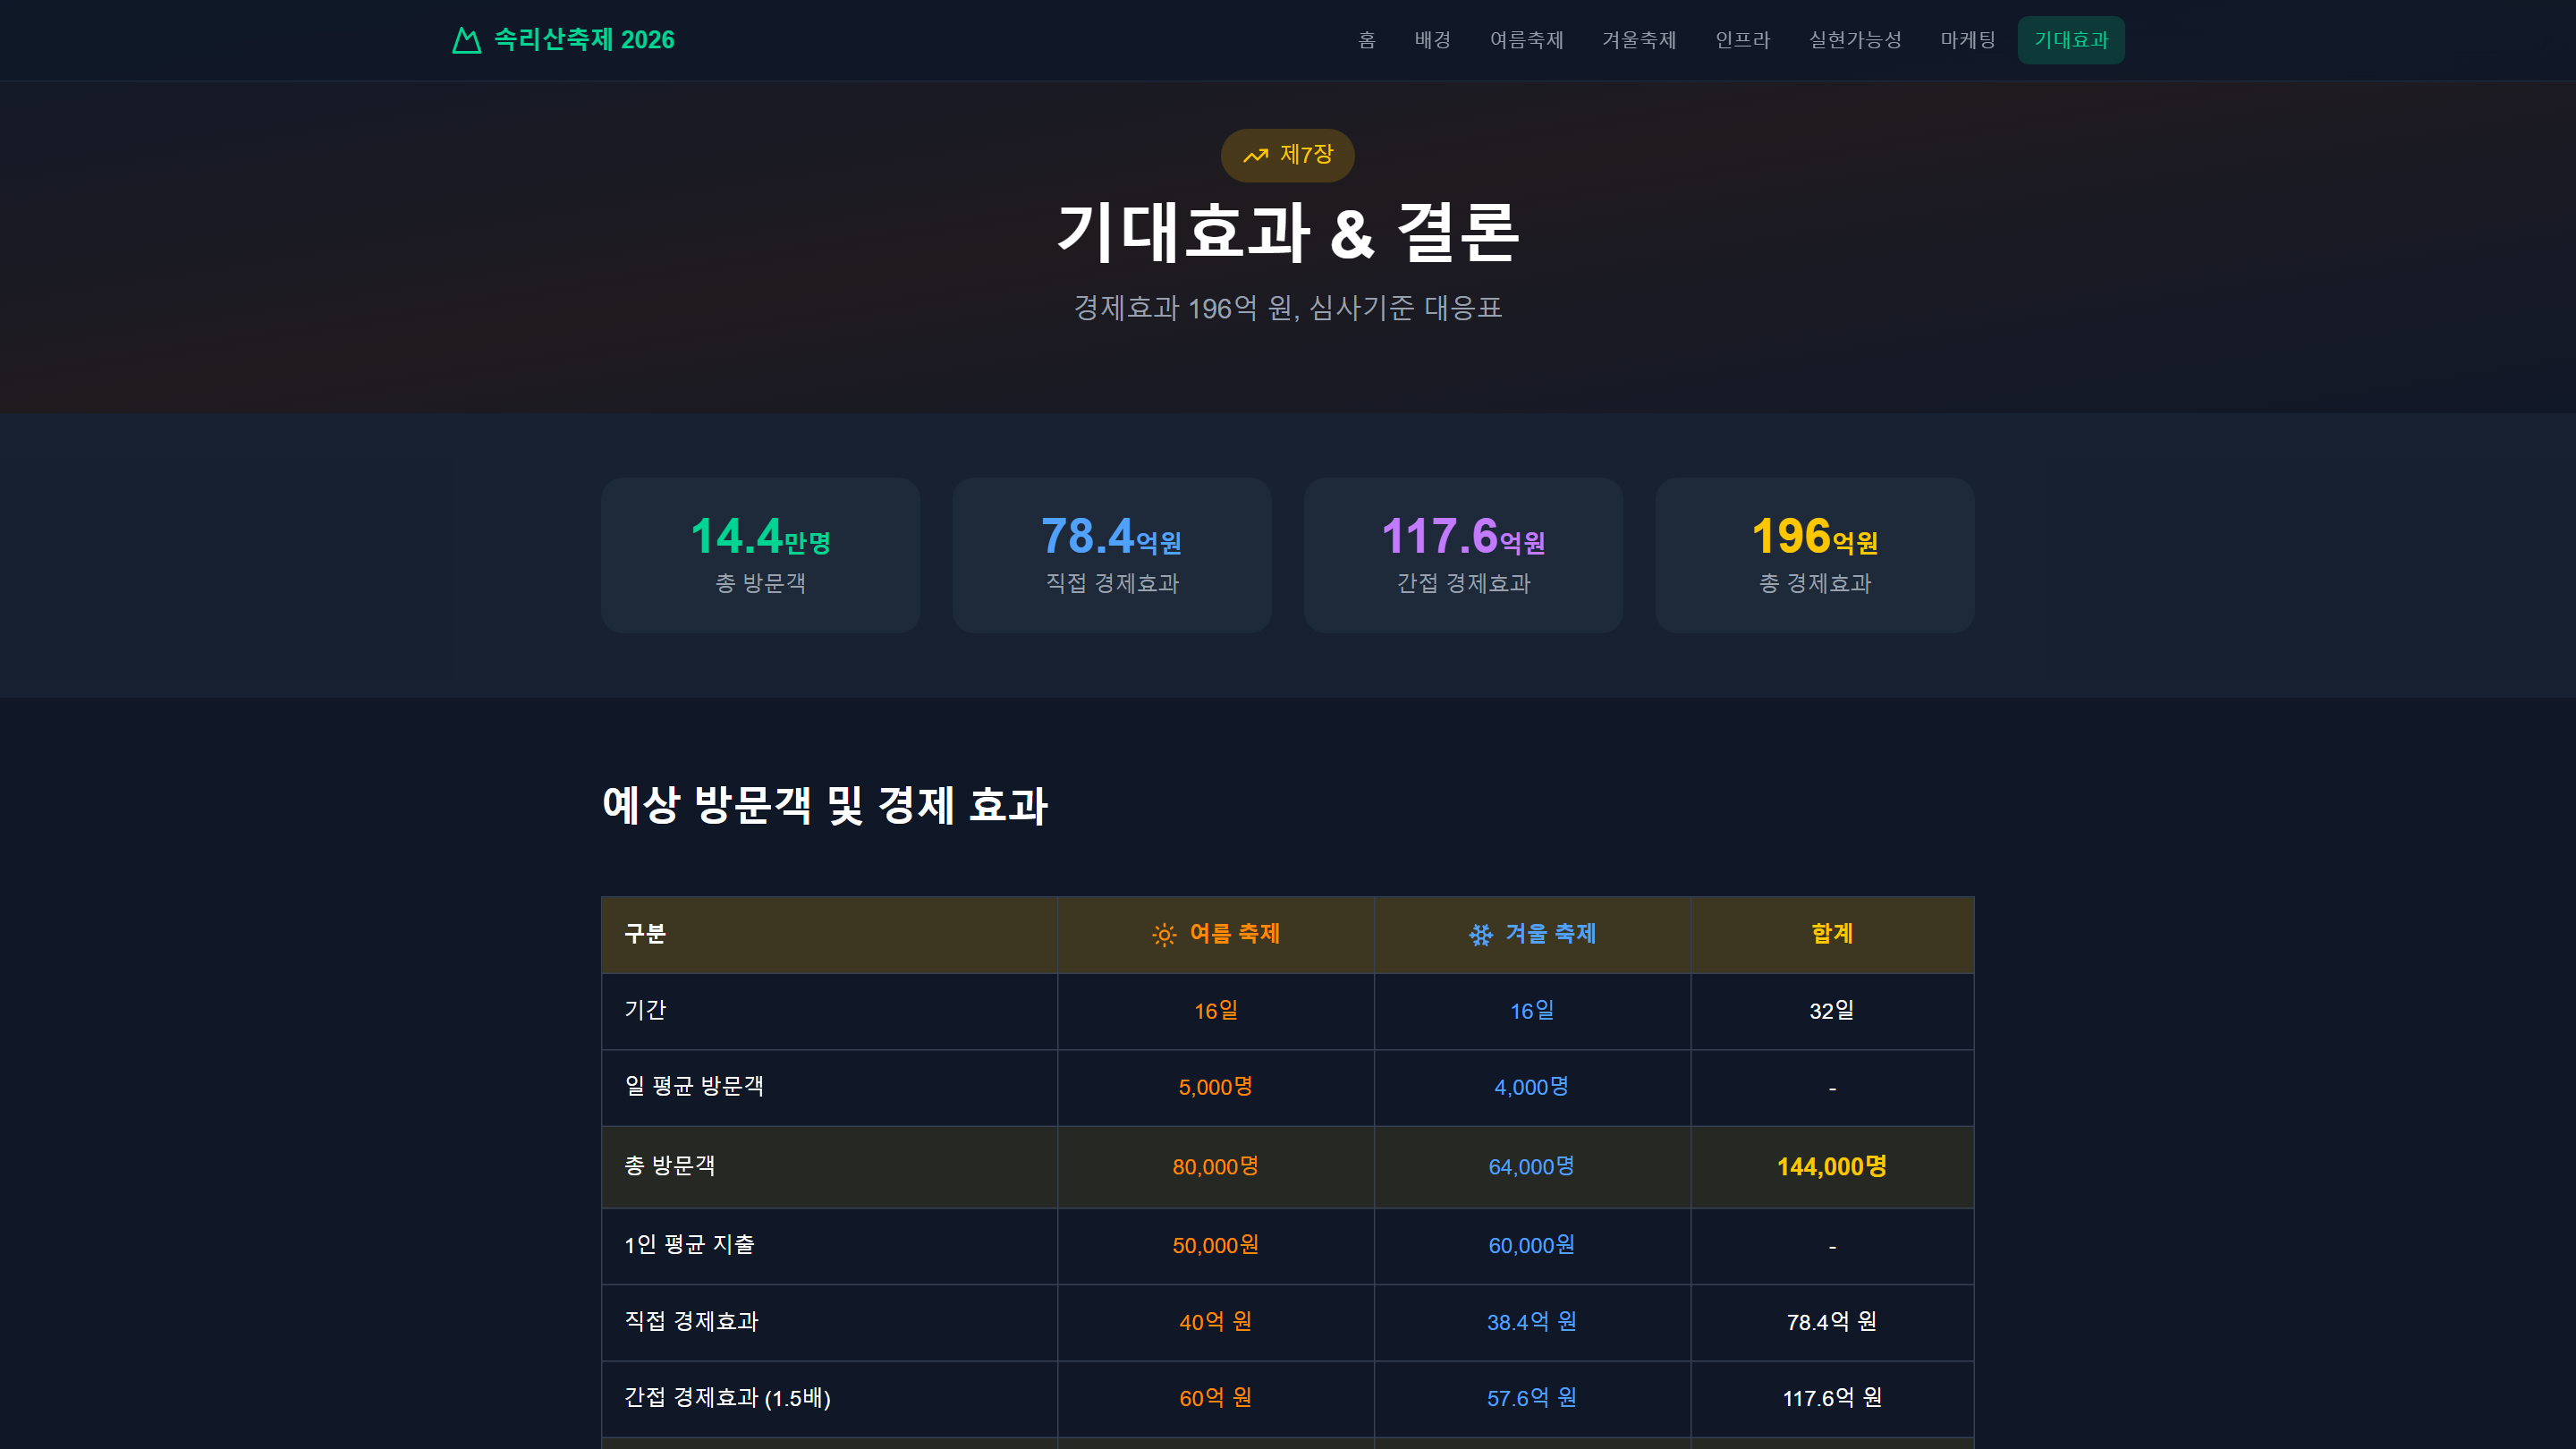 속리산축제 2026
홈 배경 여름축제 겨울축제 인프라 실현가능성 마케팅 기대효과
제7장
기대효과 & 결론
경제효과 196억 원, 심사기준 대응표
14.4만명
총 방문객
78.4억원
직접 경제효과
117.6억원
간접 경제효과
196억원
총 경제효과
예상 방문객 및 경제 효과
구분 여름 축제 겨울 축제 합계
기간 16일 16일 32일
일 평균 방문객 5,000명 4,000명 -
총 방문객 80,000명 64,000명 144,000명
1인 평균 지출 50,000원 60,000원 -
직접 경제효과 40억 원 38.4억 원 78.4억 원
간접 경제효과 (1.5배) 60억 원 57.6억 원 117.6억 원